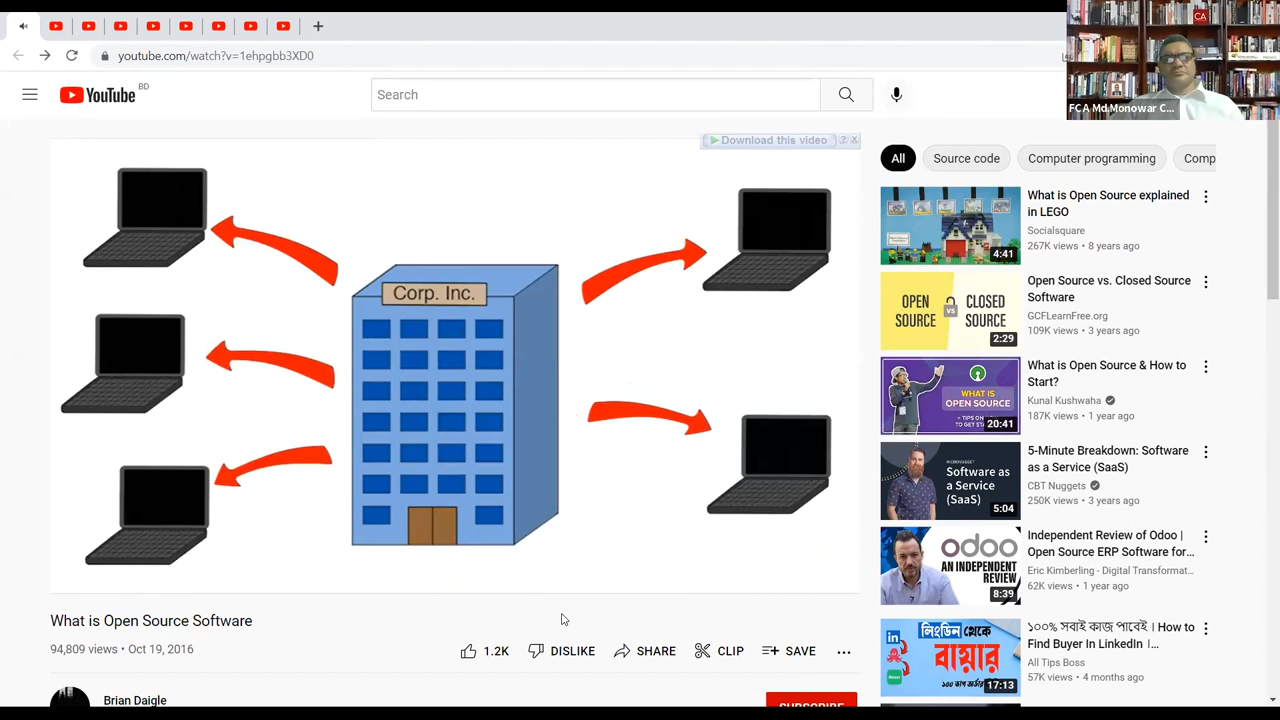 youtube.com/watch?v=1ehpgbb3XD0
CA
FCA Md.Monowar C...
YouTube BD
Search
Download this video ? X
Corp. Inc.
All
Source code
Computer programming
Comp
What is Open Source explained
in LEGO
Socialsquare
267K views • 8 years ago
4:41
OPEN
SOURCE
VS
CLOSED
SOURCE
2:29
Open Source vs. Closed Source
Software
GCFLearnFree.org
109K views • 3 years ago
WHAT IS
OPEN SOURCE
20:41
What is Open Source & How to
Start?
Kunal Kushwaha
187K views • 1 year ago
Software as
a Service
(SaaS)
5:04
5-Minute Breakdown: Software
as a Service (SaaS)
CBT Nuggets
250K views • 3 years ago
odoo
AN INDEPENDENT
REVIEW
8:39
Independent Review of Odoo |
Open Source ERP Software for...
Eric Kimberling - Digital Transformat...
62K views • 1 year ago
in
লিংডিন থেকে
বায়ার
17:13
১০০% সবাই কাজ পাবেই । How to
Find Buyer In LinkedIn ।...
All Tips Boss
57K views • 4 months ago
What is Open Source Software
94,809 views • Oct 19, 2016
1.2K
DISLIKE
SHARE
CLIP
SAVE
Brian Daigle
SUBSCRIBE